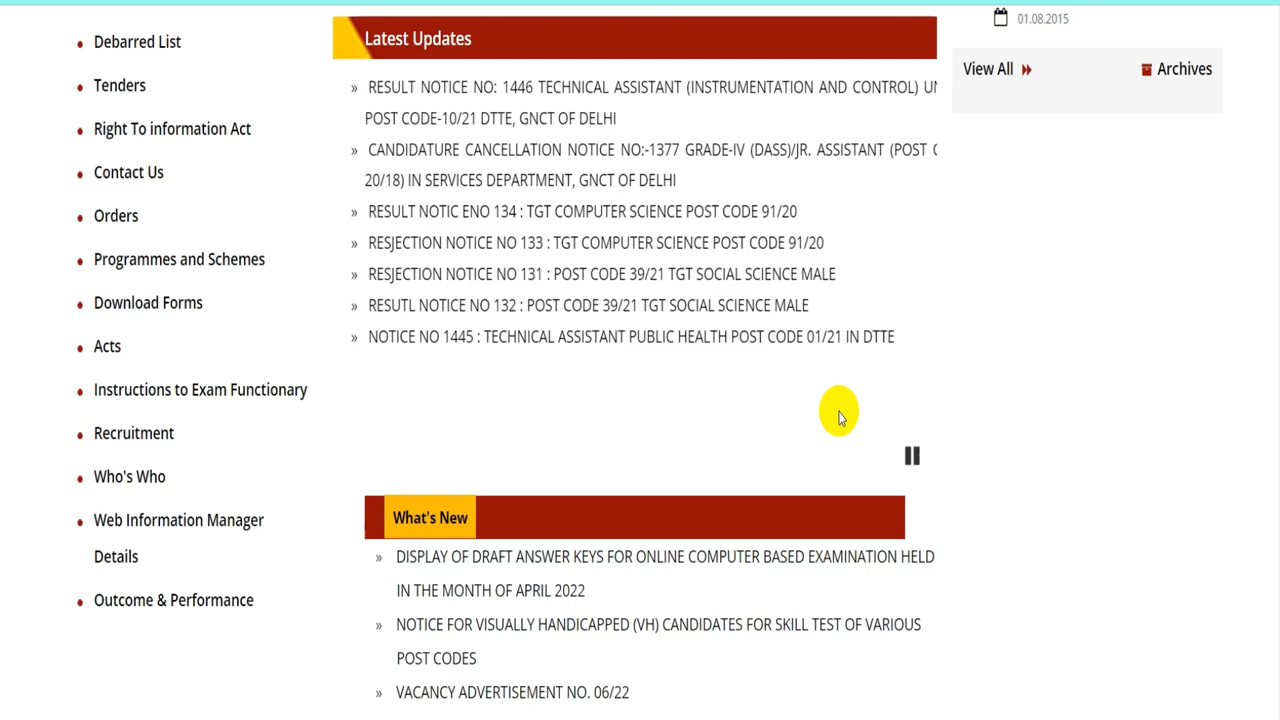 Debarred List
Tenders
Right To information Act
Contact Us
Orders
Programmes and Schemes
Download Forms
Acts
Instructions to Exam Functionary
Recruitment
Who's Who
Web Information Manager
Details
Outcome & Performance
Latest Updates
» RESULT NOTICE NO: 1446 TECHNICAL ASSISTANT (INSTRUMENTATION AND CONTROL)
POST CODE-10/21 DTTE, GNCT OF DELHI
» CANDIDATURE CANCELLATION NOTICE NO:-1377 GRADE-IV (DASS)/JR. ASSISTANT (POST
20/18) IN SERVICES DEPARTMENT, GNCT OF DELHI
» RESULT NOTIC ENO 134 : TGT COMPUTER SCIENCE POST CODE 91/20
» RESJECTION NOTICE NO 133 : TGT COMPUTER SCIENCE POST CODE 91/20
» RESJECTION NOTICE NO 131 : POST CODE 39/21 TGT SOCIAL SCIENCE MALE
» RESUTL NOTICE NO 132 : POST CODE 39/21 TGT SOCIAL SCIENCE MALE
» NOTICE NO 1445 : TECHNICAL ASSISTANT PUBLIC HEALTH POST CODE 01/21 IN DTTE
What's New
» DISPLAY OF DRAFT ANSWER KEYS FOR ONLINE COMPUTER BASED EXAMINATION HELD
IN THE MONTH OF APRIL 2022
» NOTICE FOR VISUALLY HANDICAPPED (VH) CANDIDATES FOR SKILL TEST OF VARIOUS
POST CODES
» VACANCY ADVERTISEMENT NO. 06/22
01.08.2015
View All
Archives